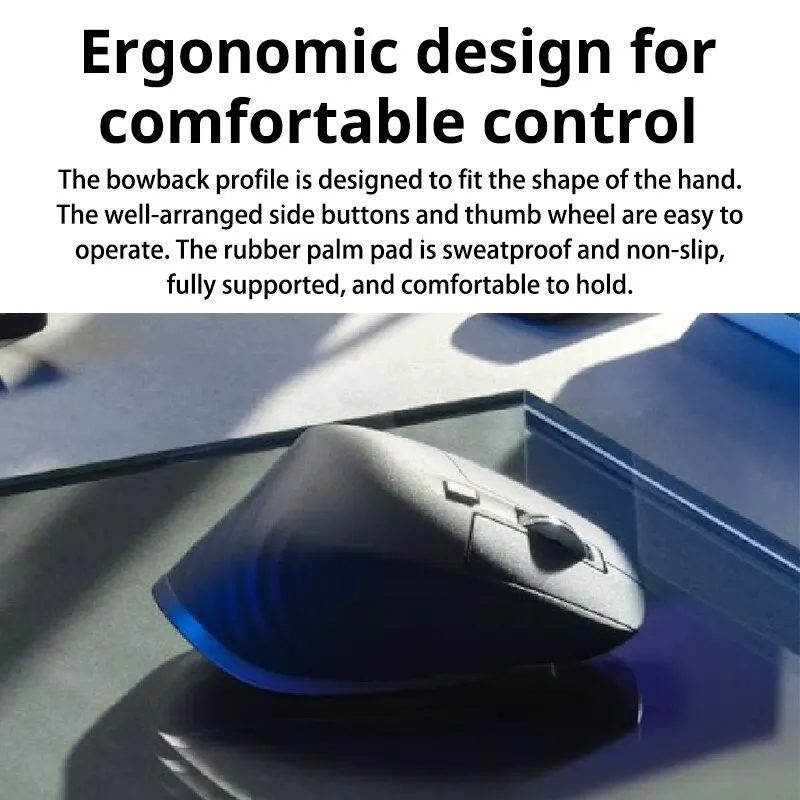 Ergonomic design for
comfortable control
The bowback profile is designed to fit the shape of the hand.
The well-arranged side buttons and thumb wheel are easy to
operate. The rubber palm pad is sweatproof and non-slip,
fully supported, and comfortable to hold.